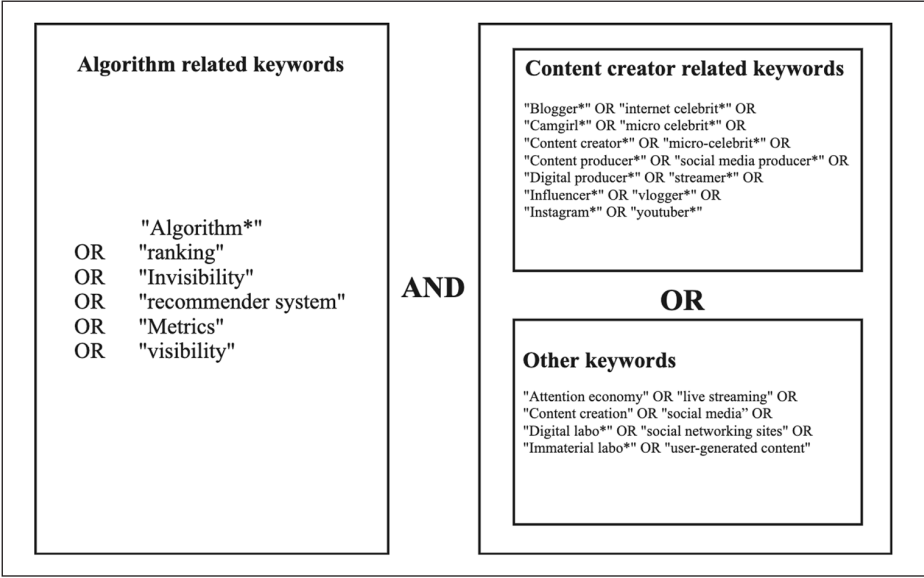 Algorithm related keywords
"Algorithm*"
OR "ranking"
OR "Invisibility"
OR "recommender system"
OR "Metrics"
OR "visibility"
AND
Content creator related keywords
"Blogger*" OR "internet celebrit*" OR
"Camgirl*" OR "micro celebrit*" OR
"Content creator*" OR "micro-celebrit*" OR
"Content producer*" OR "social media producer*" OR
"Digital producer*" OR "streamer*" OR
"Influencer*" OR "vlogger*" OR
"Instagram*" OR "youtuber*"
OR
Other keywords
"Attention economy" OR "live streaming" OR
"Content creation" OR "social media” OR
"Digital labo*" OR "social networking sites" OR
"Immaterial labo*" OR "user-generated content"